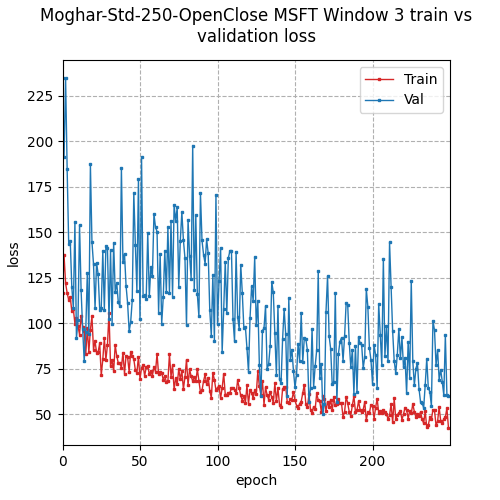 Moghar-Std-250-OpenClose MSFT Window 3 train vs
validation loss
Train
Val
loss
225
200
175
150
125
100
75
50
0
50
100
150
200
epoch